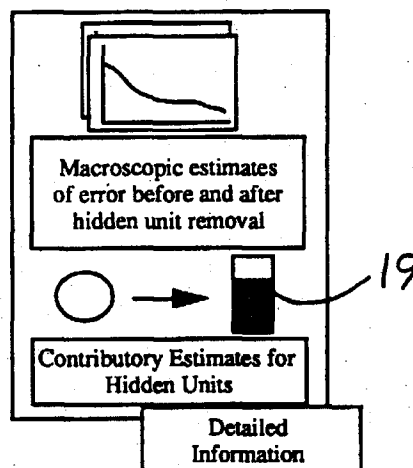 Macroscopic estimates
of error before and after
hidden unit removal
19
Contributory Estimates for
Hidden Units
Detailed
Information